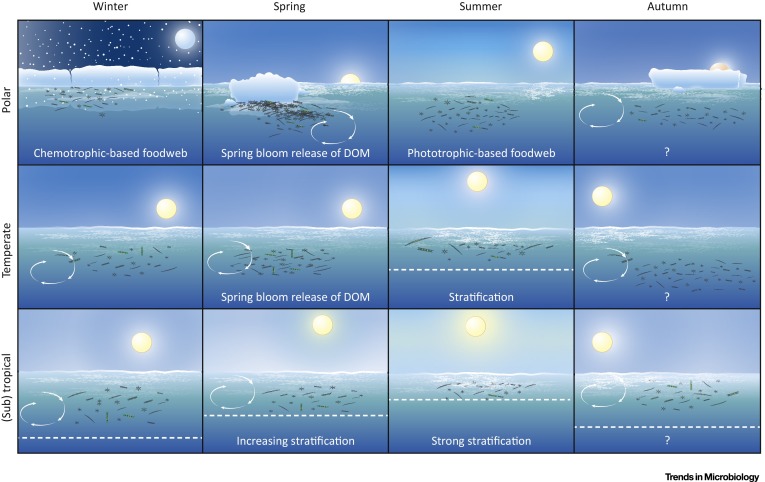 Winter Spring Summer Autumn
Polar
Chemotrophic-based foodweb
Spring bloom release of DOM
Phototrophic-based foodweb
?
Temperate
Spring bloom release of DOM
Stratification
?
(Sub) tropical
Increasing stratification
Strong stratification
?
Trends in Microbiology